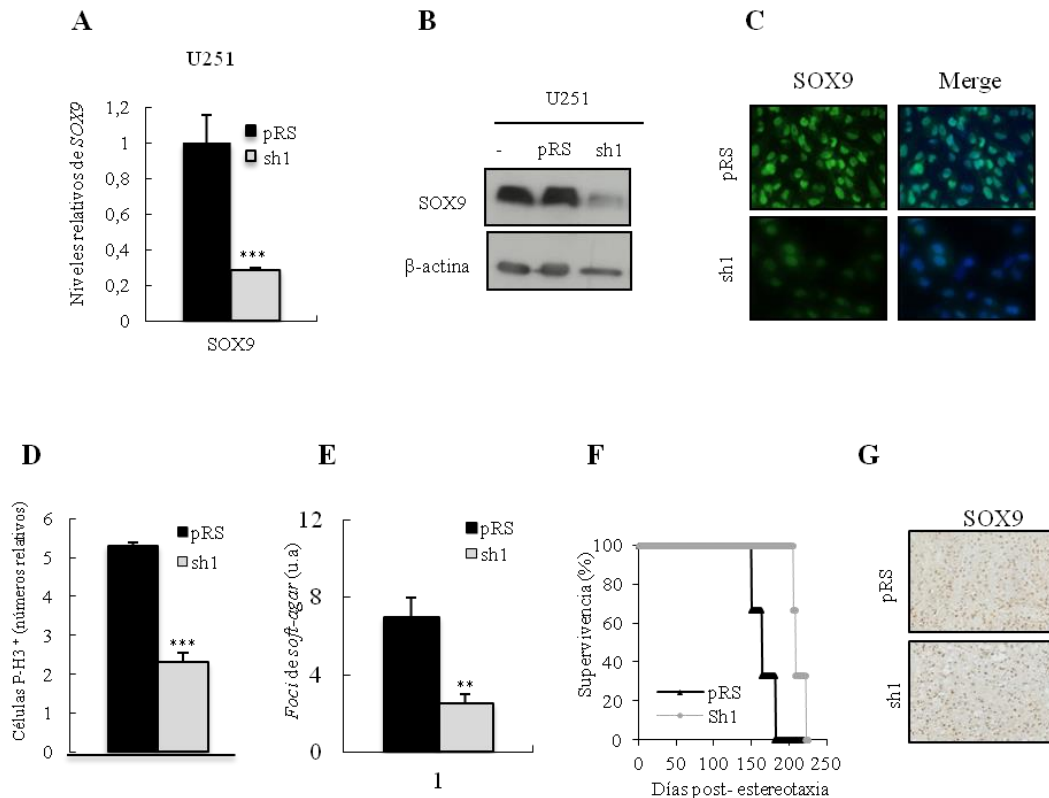 A
U251
Niveles relativos de SOX9
1,2
1
0,8
0,6
0,4
0,2
0
pRS
sh1
***
SOX9
B
U251
- pRS sh1
SOX9
β-actina
C
SOX9 Merge
pRS
sh1
D
Células P-H3 + (números relativos)
6
5
4
3
2
1
0
pRS
sh1
***
E
Foci de soft-agar (u.a)
12
9
6
3
0
pRS
sh1
**
1
F
Supervivencia (%)
100
80
60
40
20
0
pRS
Sh1
0 50 100 150 200 250
Días post- estereotaxia
G
SOX9
pRS
sh1